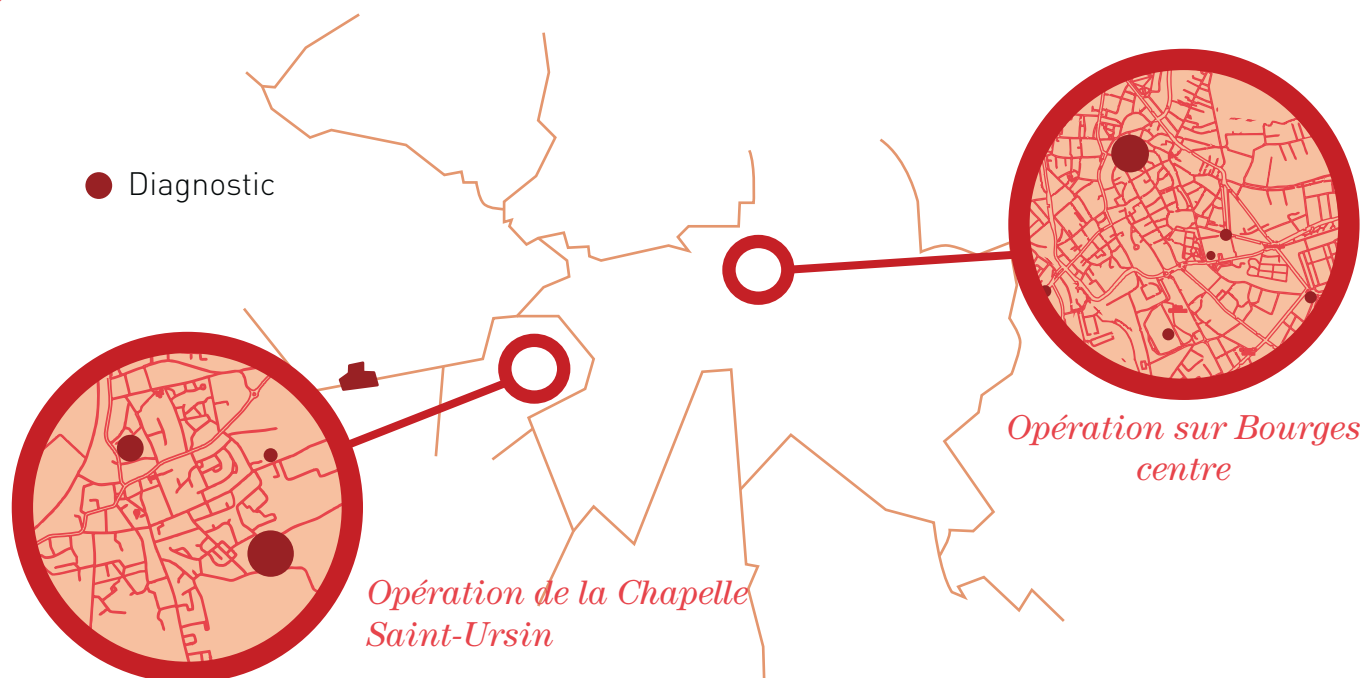 Diagnostic
Opération sur Bourges
centre
Opération de la Chapelle
Saint-Ursin